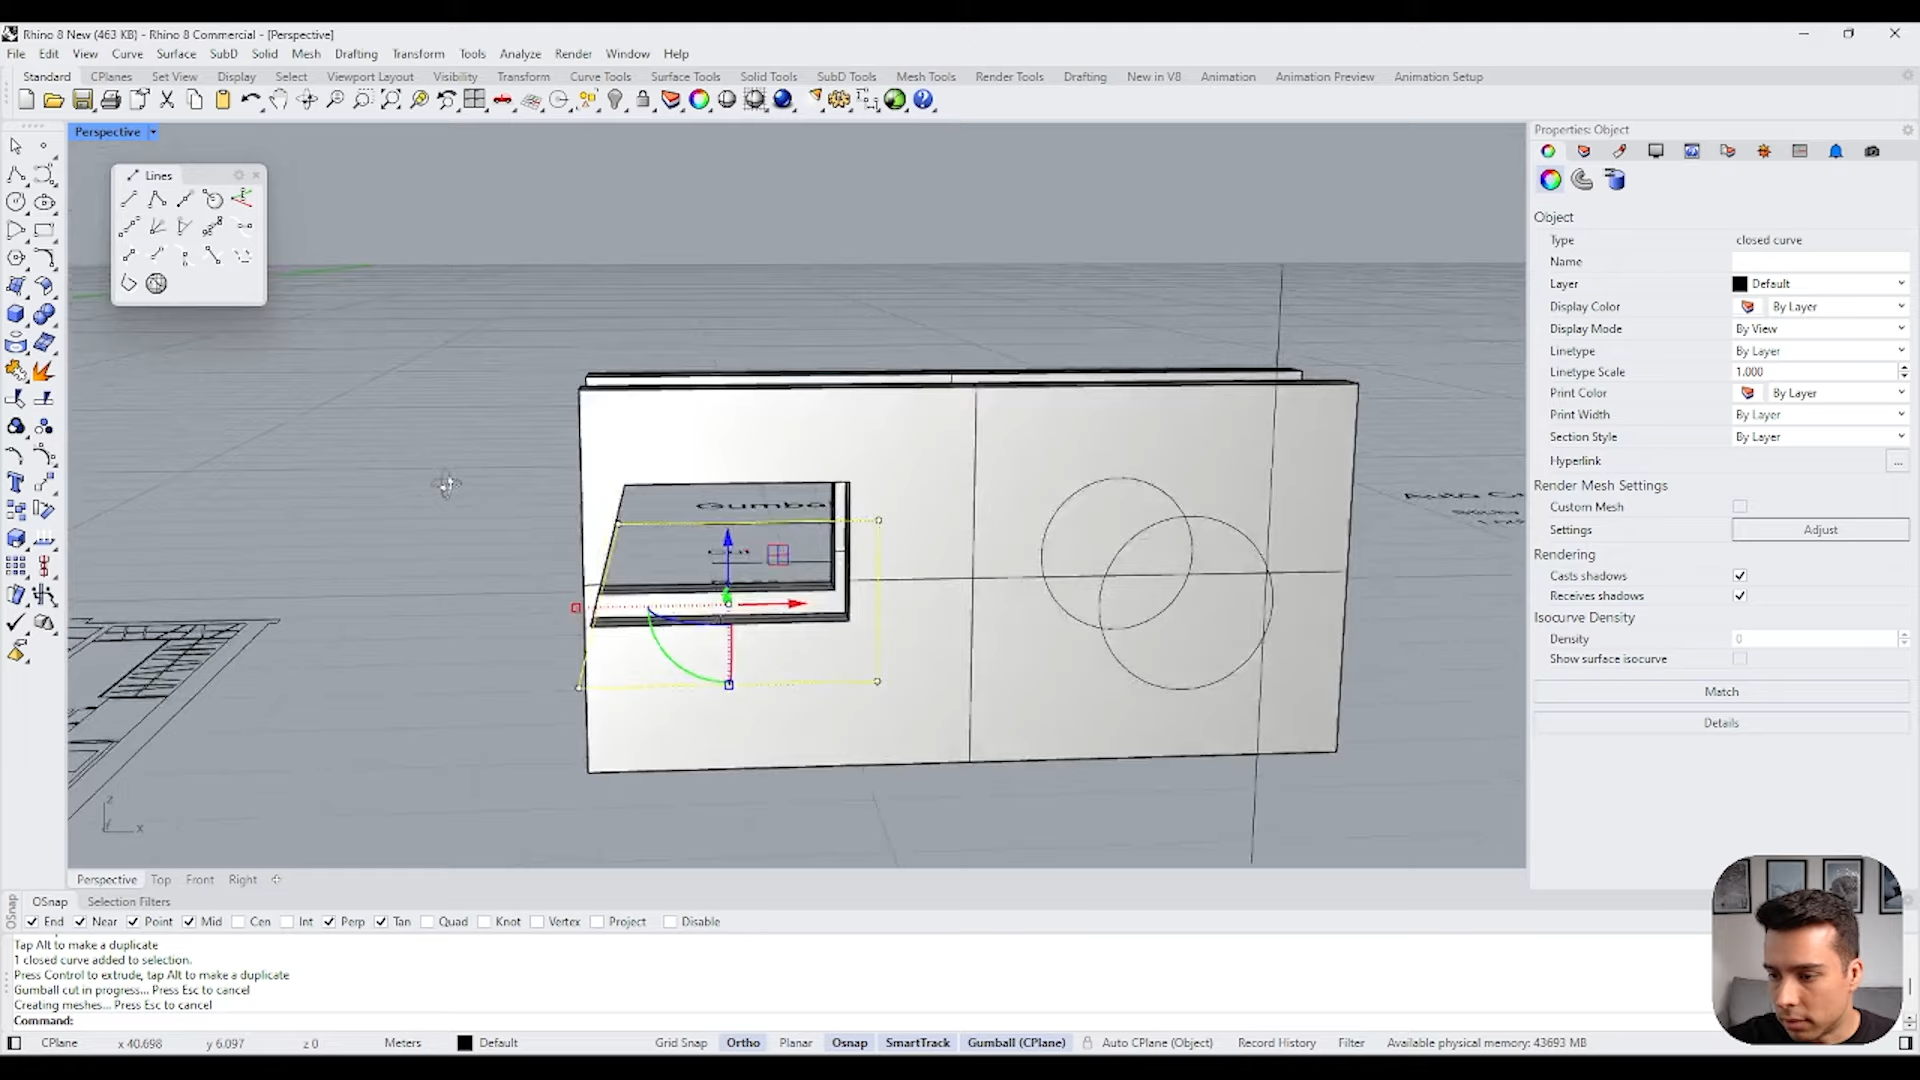 Rhino 8 New (463 KB) - Rhino 8 Commercial - [Perspective]
File Edit View Curve Surface SubD Solid Mesh Drafting Transform Tools Analyze Render Window Help
Standard CPlanes Set View Display Select Viewport Layout Visibility Transform Curve Tools Surface Tools Solid Tools SubD Tools Mesh Tools Render Tools Drafting New in V8 Animation Animation Preview Animation Setup
Perspective
Properties: Object
Lines
Object
Type closed curve
Name
Layer Default
Display Color By Layer
Display Mode By View
Linetype By Layer
Linetype Scale 1.000
Print Color By Layer
Print Width By Layer
Section Style By Layer
Hyperlink ...
Render Mesh Settings
Custom Mesh
Settings Adjust
Rendering
Casts shadows
Receives shadows
Isocurve Density
Density 0
Show surface isocurve
Match
Details
Gumba
Cut
Auto C
z
x
Perspective Top Front Right
OSnap
OSnap Selection Filters
End Near Point Mid Cen Int Perp Tan Quad Knot Vertex Project Disable
Tap Alt to make a duplicate
1 closed curve added to selection.
Press Control to extrude, tap Alt to make a duplicate
Gumball cut in progress... Press Esc to cancel
Creating meshes... Press Esc to cancel
Command:
CPlane x 40.698 y 6.097 z 0 Meters Default Grid Snap Ortho Planar Osnap SmartTrack Gumball (CPlane) Auto CPlane (Object) Record History Filter Available physical memory: 43693 MB